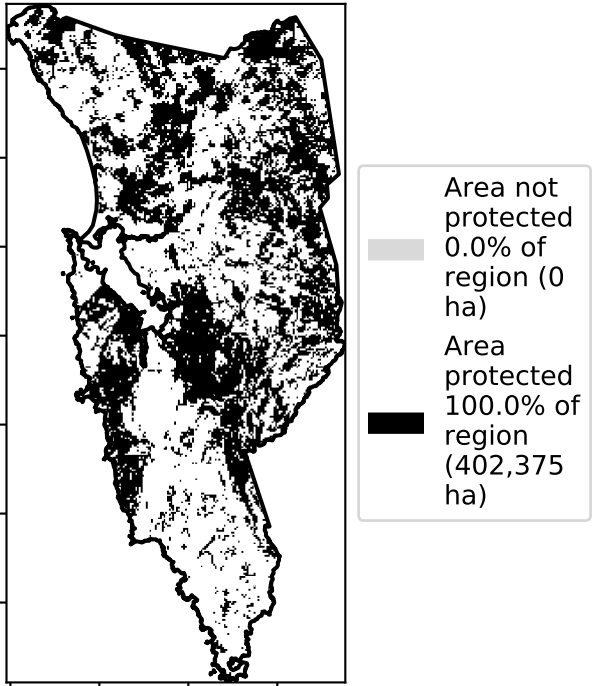 Area not
protected
0.0% of
region (0
ha)
Area
protected
100.0% of
region
(402,375
ha)